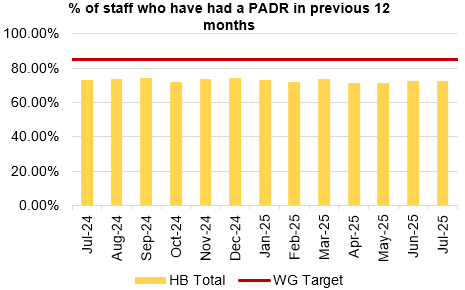 % of staff who have had a PADR in previous 12
months
100.00%
80.00%
60.00%
40.00%
20.00%
0.00%
Jul-24
Aug-24
Sep-24
Oct-24
Nov-24
Dec-24
Jan-25
Feb-25
Mar-25
Apr-25
May-25
Jun-25
Jul-25
HB Total
WG Target